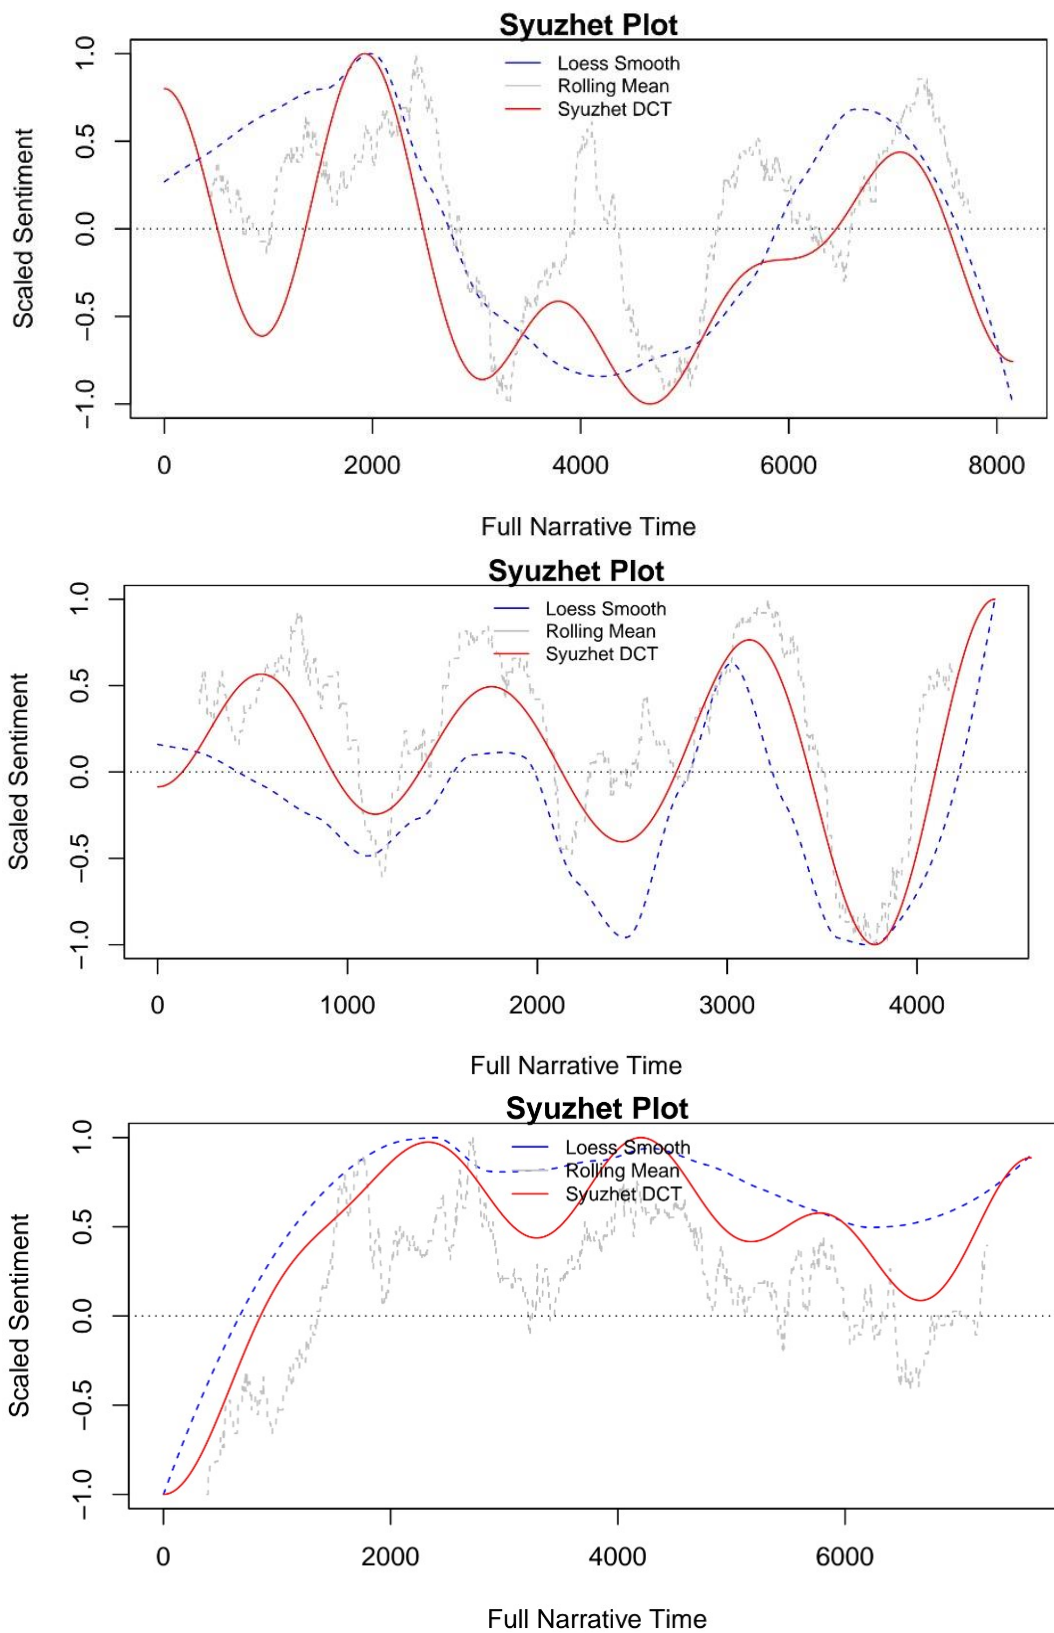 Syuzhet Plot
Loess Smooth
Rolling Mean
Syuzhet DCT
Scaled Sentiment
1.0
0.5
0.0
−0.5
−1.0
0 2000 4000 6000 8000
Full Narrative Time
Syuzhet Plot
Loess Smooth
Rolling Mean
Syuzhet DCT
Scaled Sentiment
1.0
0.5
0.0
−0.5
−1.0
0 1000 2000 3000 4000
Full Narrative Time
Syuzhet Plot
Loess Smooth
Rolling Mean
Syuzhet DCT
Scaled Sentiment
1.0
0.5
0.0
−0.5
−1.0
0 2000 4000 6000
Full Narrative Time